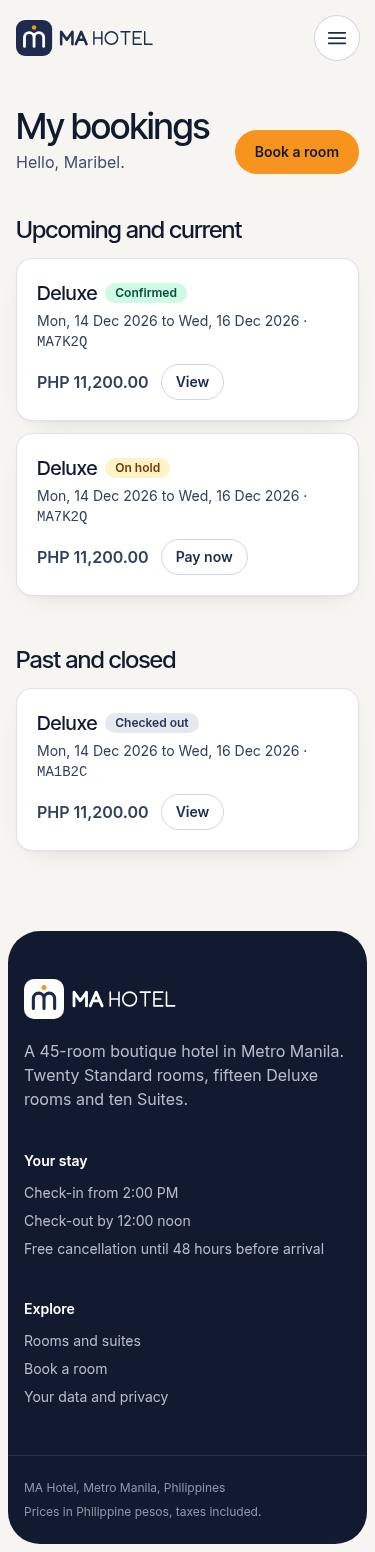 MA HOTEL
My bookings
Hello, Maribel.
Book a room
Upcoming and current
Deluxe Confirmed
Mon, 14 Dec 2026 to Wed, 16 Dec 2026 ·
MA7K2Q
PHP 11,200.00 View
Deluxe On hold
Mon, 14 Dec 2026 to Wed, 16 Dec 2026 ·
MA7K2Q
PHP 11,200.00 Pay now
Past and closed
Deluxe Checked out
Mon, 14 Dec 2026 to Wed, 16 Dec 2026 ·
MA1B2C
PHP 11,200.00 View
MA HOTEL
A 45-room boutique hotel in Metro Manila.
Twenty Standard rooms, fifteen Deluxe
rooms and ten Suites.
Your stay
Check-in from 2:00 PM
Check-out by 12:00 noon
Free cancellation until 48 hours before arrival
Explore
Rooms and suites
Book a room
Your data and privacy
MA Hotel, Metro Manila, Philippines
Prices in Philippine pesos, taxes included.